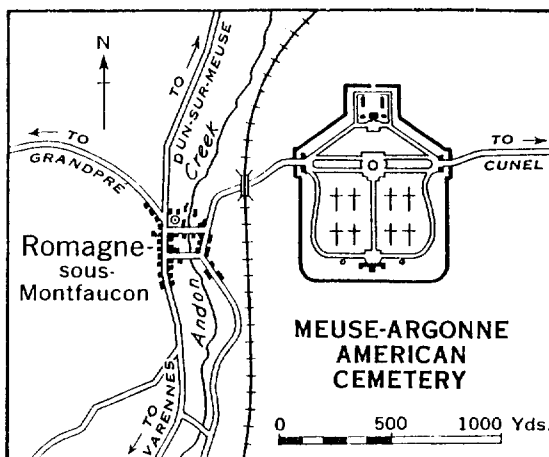 N
TO
DUN-SUR-MEUSE
TO
GRANDPRE
Creek
TO
CUNEL
Romagne-
sous-
Montfaucon
Andon
MEUSE-ARGONNE
AMERICAN
CEMETERY
TO
VARENNES
0 500 1000 Yds.